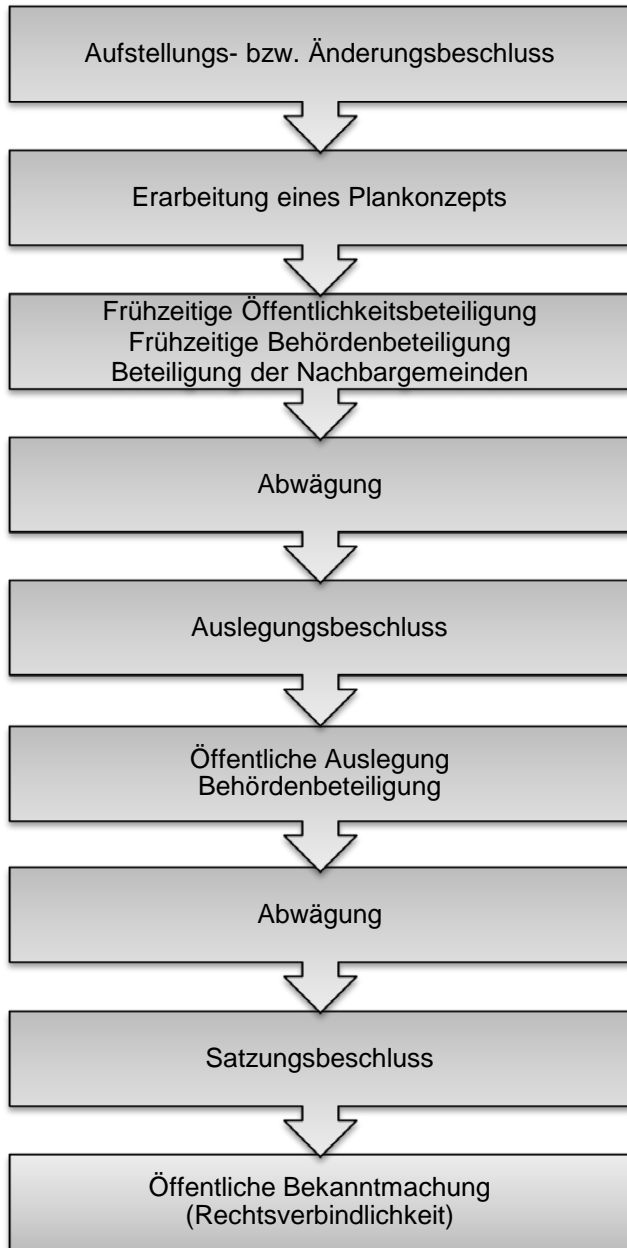 Aufstellungs- bzw. Änderungsbeschluss
Erarbeitung eines Plankonzepts
Frühzeitige Öffentlichkeitsbeteiligung
Frühzeitige Behördenbeteiligung
Beteiligung der Nachbargemeinden
Abwägung
Auslegungsbeschluss
Öffentliche Auslegung
Behördenbeteiligung
Abwägung
Satzungsbeschluss
Öffentliche Bekanntmachung
(Rechtsverbindlichkeit)